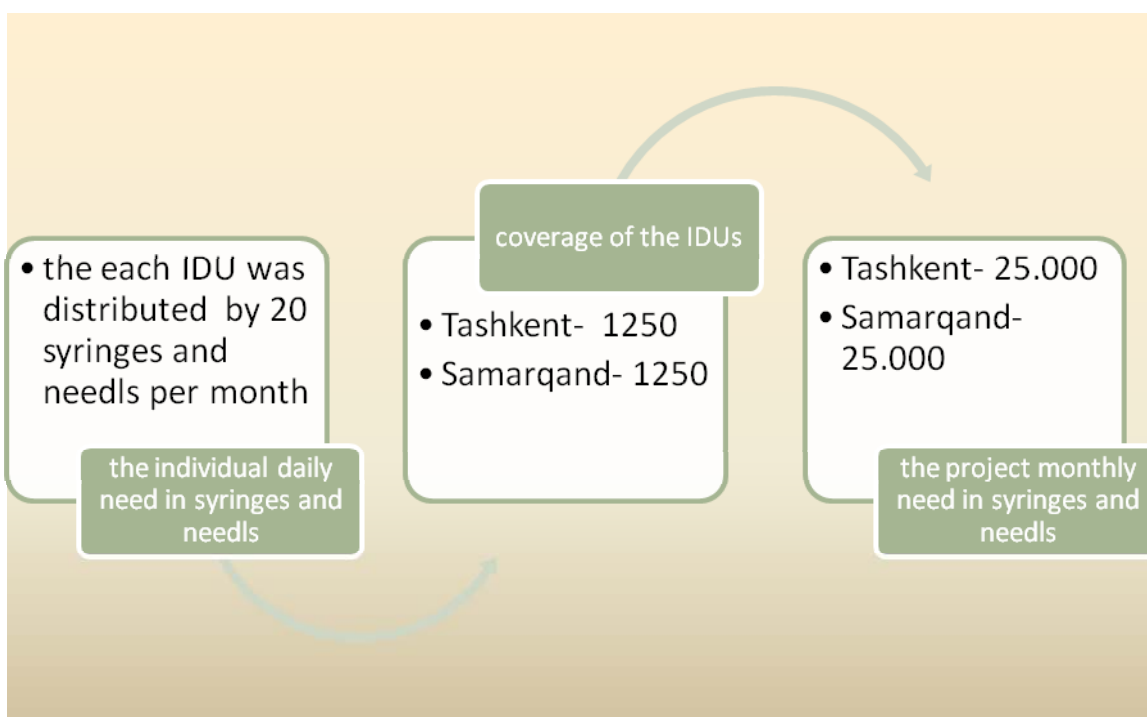 • the each IDU was
distributed by 20
syringes and
needls per month
the individual daily
need in syringes and
needls
coverage of the IDUs
• Tashkent- 1250
• Samarqand- 1250
• Tashkent- 25.000
• Samarqand-
25.000
the project monthly
need in syringes and
needls